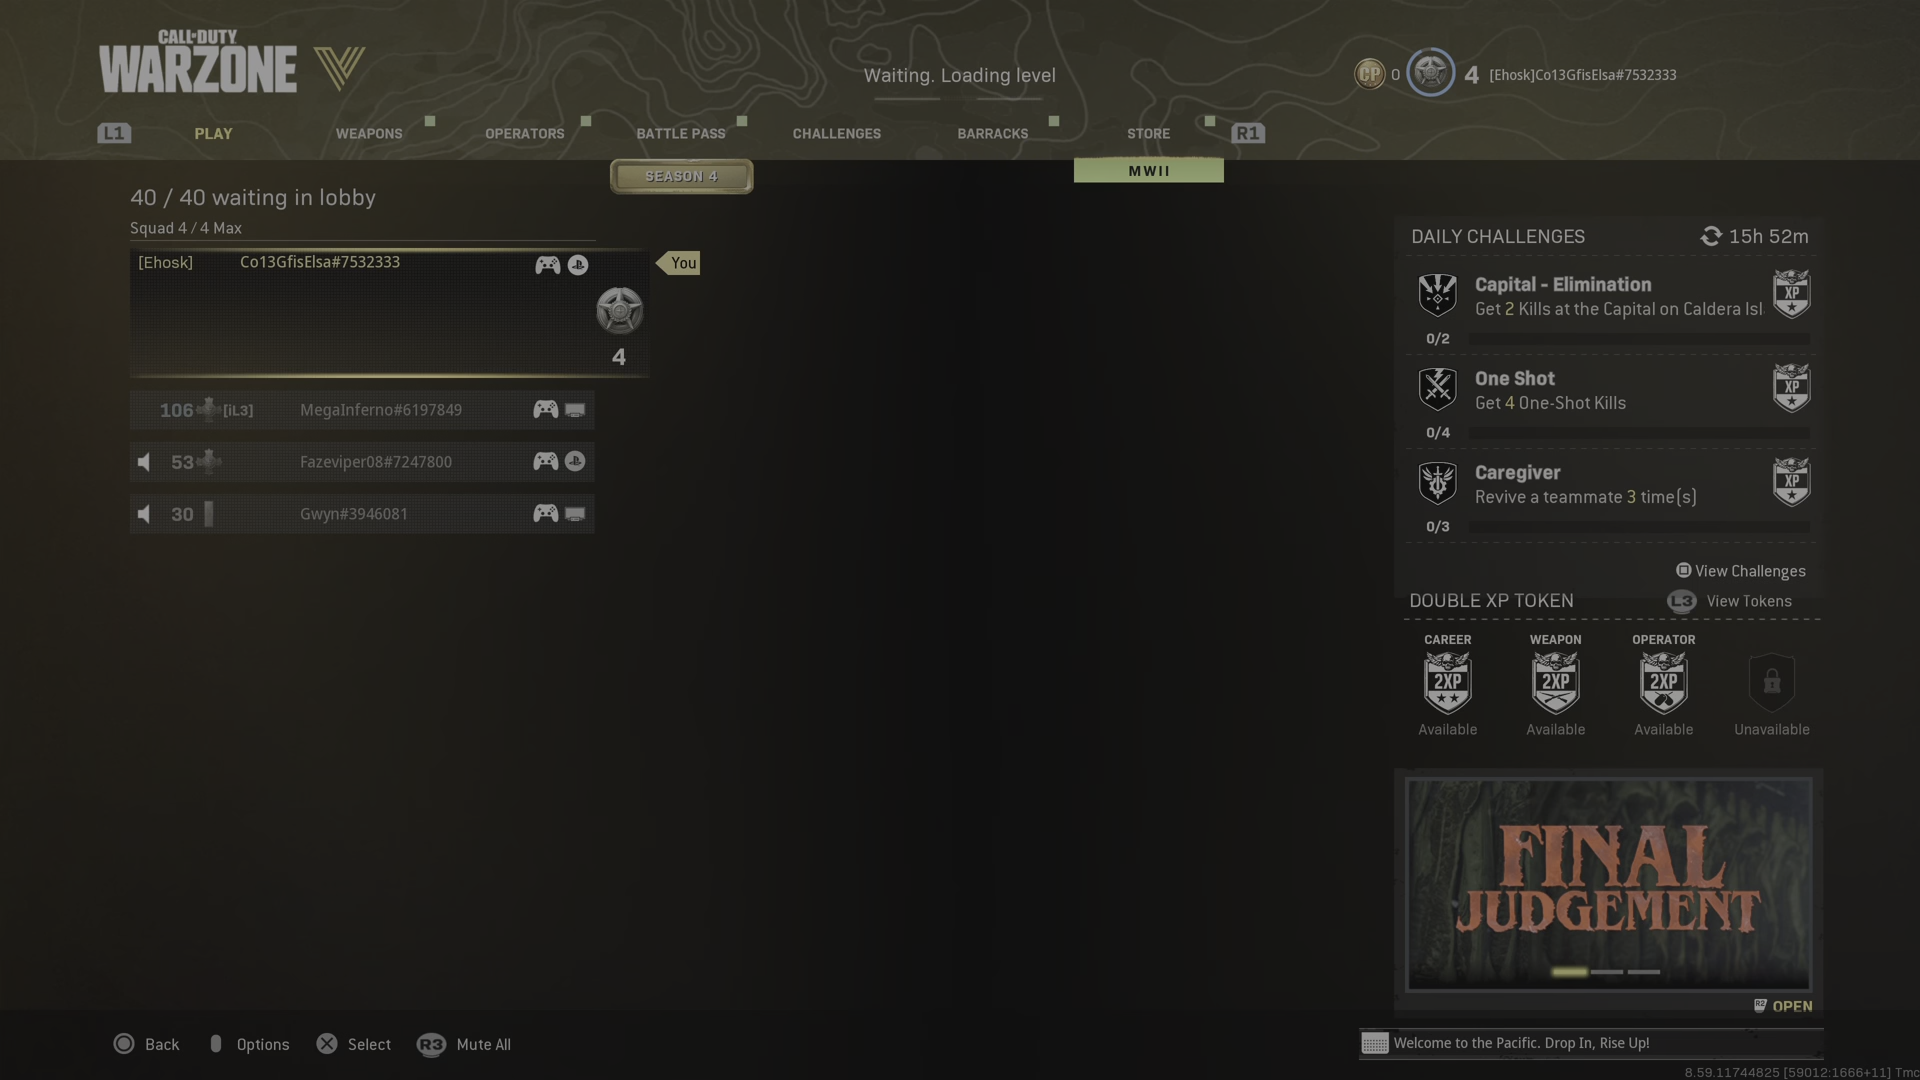 CALL OF DUTY
WARZONE
Waiting. Loading level
CP 0 4 [Ehosk]Co13GfisElsa#7532333
L1 PLAY WEAPONS OPERATORS BATTLE PASS CHALLENGES BARRACKS STORE R1
SEASON 4
MWII
40 / 40 waiting in lobby
Squad 4 / 4 Max
[Ehosk] Co13GfisElsa#7532333
You
4
106 [iL3] MegaInferno#6197849
53 Fazeviper08#7247800
30 Gwyn#3946081
DAILY CHALLENGES 15h 52m
Capital - Elimination
Get 2 Kills at the Capital on Caldera Isl
XP
0/2
One Shot
Get 4 One-Shot Kills
XP
0/4
Caregiver
Revive a teammate 3 time(s)
XP
0/3
View Challenges
DOUBLE XP TOKEN L3 View Tokens
CAREER WEAPON OPERATOR
2XP 2XP 2XP
Available Available Available Unavailable
FINAL
JUDGEMENT
R2 OPEN
Back Options Select R3 Mute All
Welcome to the Pacific. Drop In, Rise Up!
8.59.11744825 [59012:1666+11] Tmc